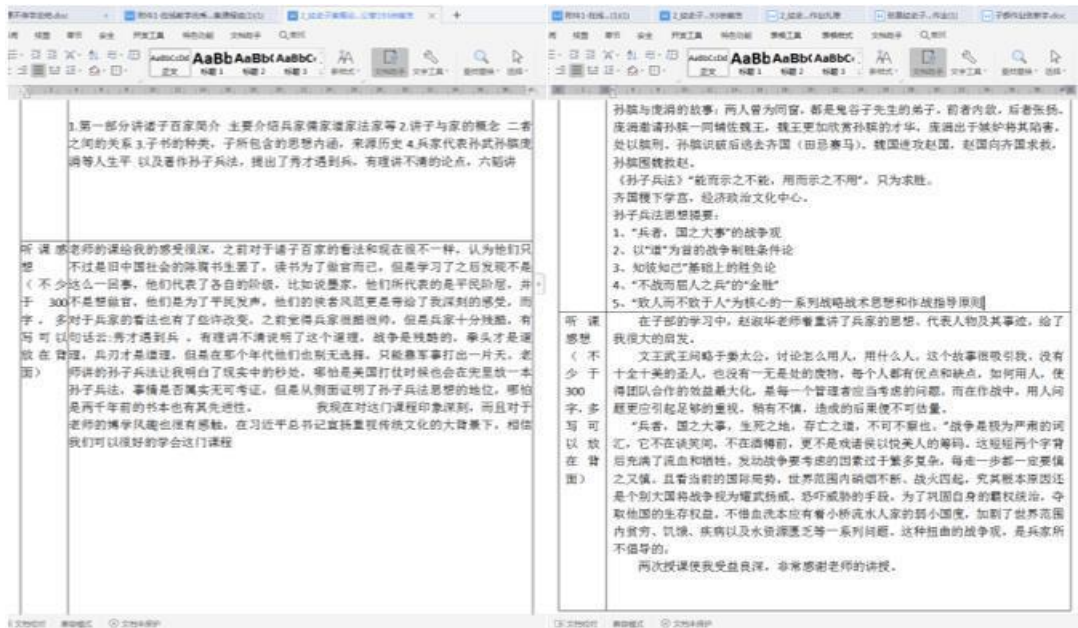 1.第一部分讲诸子百家简介 主要介绍兵家儒家道家法家等2.讲子与家的概念 二者
之间的关系3.子书的种类，子所包含的思想内涵，来源历史4.兵家代表孙武孙膑庞
涓等人生平 以及著作孙子兵法，提出了秀才遇到兵，有理讲不清的论点，六韬讲
听课感想（不少于300字，多写可以放在背面）
老师的课给我的感受很深，之前对于诸子百家的看法和现在很不一样，认为他们只
不过是旧中国社会的陈腐书生罢了，读书为了做官而已，但是学习了之后发现不是
这么一回事，他们代表了各自的阶级，比如说墨家，他们所代表的是平民阶层，并
不是想做官，他们是为了平民发声，他们的侠者风范更是带给了我深刻的感受，而
对于兵家的看法也有了些许改变，之前觉得兵家很酷很帅，但是兵家十分残酷，有
句话云:秀才遇到兵 ，有理讲不清说明了这个道理，战争是残酷的，拳头才是道
理，兵刃才是道理，但是在那个年代他们也别无选择，只能靠军事打出一片天，老
师讲的孙子兵法让我明白了现实中的妙处，哪怕是美国打仗时候也会在兜里放一本
孙子兵法，事情是否属实无可考证，但是从侧面证明了孙子兵法思想的地位，哪怕
是两千年前的书本也有其先进性。 我现在对这门课程印象深刻，而且对于
老师的博学风趣也很有感触，在习近平总书记宣扬重视传统文化的大背景下，相信
我们可以很好的学会这门课程
孙膑与庞涓的故事：两人曾为同窗，都是鬼谷子先生的弟子，前者内敛，后者张扬，
庞涓邀请孙膑一同辅佐魏王，魏王更加欣赏孙膑的才华，庞涓出于嫉妒将其陷害，
处以膑刑，孙膑识破后逃去齐国（田忌赛马），魏国进攻赵国，赵国向齐国求救，
孙膑围魏救赵。
《孙子兵法》“能而示之不能，用而示之不用”，只为求胜。
齐国稷下学宫，经济政治文化中心。
孙子兵法思想提要：
1、“兵者，国之大事”的战争观
2、以“道”为首的战争制胜条件论
3、知彼知己”基础上的胜负论
4、“不战而屈人之兵”的“全胜”
5、“致人而不致于人”为核心的一系列战略战术思想和作战指导原则
听课感想（不少于300字，多写可以放在背面）
在子部的学习中，赵淑华老师着重讲了兵家的思想、代表人物及其事迹，给了
我很大的启发。
文王武王问略于姜太公，讨论怎么用人，用什么人，这个故事很吸引我，没有
十全十美的圣人，也没有一无是处的废物，每个人都有优点和缺点，如何用人，使
得团队合作的效益最大化，是每一个管理者应当考虑的问题，而在作战中，用人问
题更应引起足够的重视，稍有不慎，造成的后果便不可估量。
“兵者，国之大事，生死之地，存亡之道，不可不察也。”战争是极为严肃的词
汇，它不在谈笑间，不在酒樽前，更不是戏诸侯以悦美人的筹码。这短短两个字背
后充满了流血和牺牲，发动战争要考虑的因素过于繁多复杂，每走一步都一定要慎
之又慎。且看当前的国际局势，世界范围内硝烟不断、战火四起，究其根本原因还
是个别大国将战争视为耀武扬威、恐吓威胁的手段，为了巩固自身的霸权统治，夺
取他国的生存权益，不惜血洗本应有着小桥流水人家的弱小国度，加剧了世界范围
内贫穷、饥饿、疾病以及水资源匮乏等一系列问题，这种扭曲的战争观，是兵家所
不倡导的。
两次授课使我受益良深，非常感谢老师的讲授。